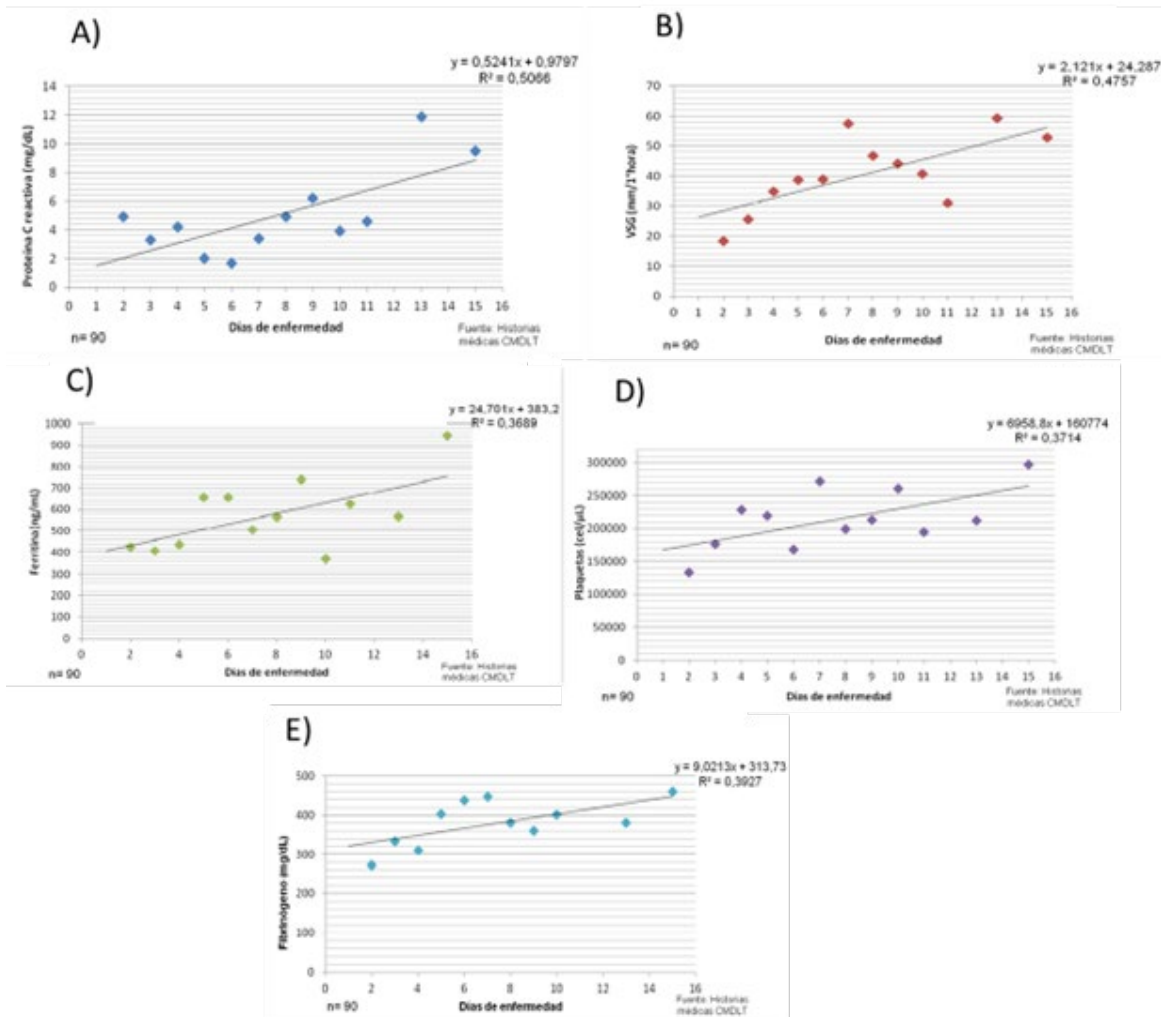 A)
y = 0,5241x + 0,9797
R² = 0,5066
Proteína C reactiva (mg/dL)
14
12
10
8
6
4
2
0
0 1 2 3 4 5 6 7 8 9 10 11 12 13 14 15 16
Días de enfermedad
n= 90
Fuente: Historias
médicas CMDLT
B)
y = 2,121x + 24,287
R² = 0,4757
VSG (mm/1°hora)
70
60
50
40
30
20
10
0
0 1 2 3 4 5 6 7 8 9 10 11 12 13 14 15 16
Días de enfermedad
n= 90
Fuente: Historias
médicas CMDLT
C)
y = 24,701x + 383,2
R² = 0,3689
Ferritina(ng/mL)
1000
900
800
700
600
500
400
300
200
100
0
0 2 4 6 8 10 12 14 16
Días de enfermedad
n= 90
Fuente: Historias
médicas CMDLT
D)
y = 6958,8x + 160774
R² = 0,3714
Plaquetas (cel/µL)
300000
250000
200000
150000
100000
50000
0
0 1 2 3 4 5 6 7 8 9 10 11 12 13 14 15 16
Días de enfermedad
n= 90
Fuente: Historias
médicas CMDLT
E)
y = 9,0213x + 313,73
R² = 0,3927
Fibrinógeno (mg/dL)
500
400
300
200
100
0
0 2 4 6 8 10 12 14 16
Días de enfermedad
n= 90
Fuente: Historias
médicas CMDLT